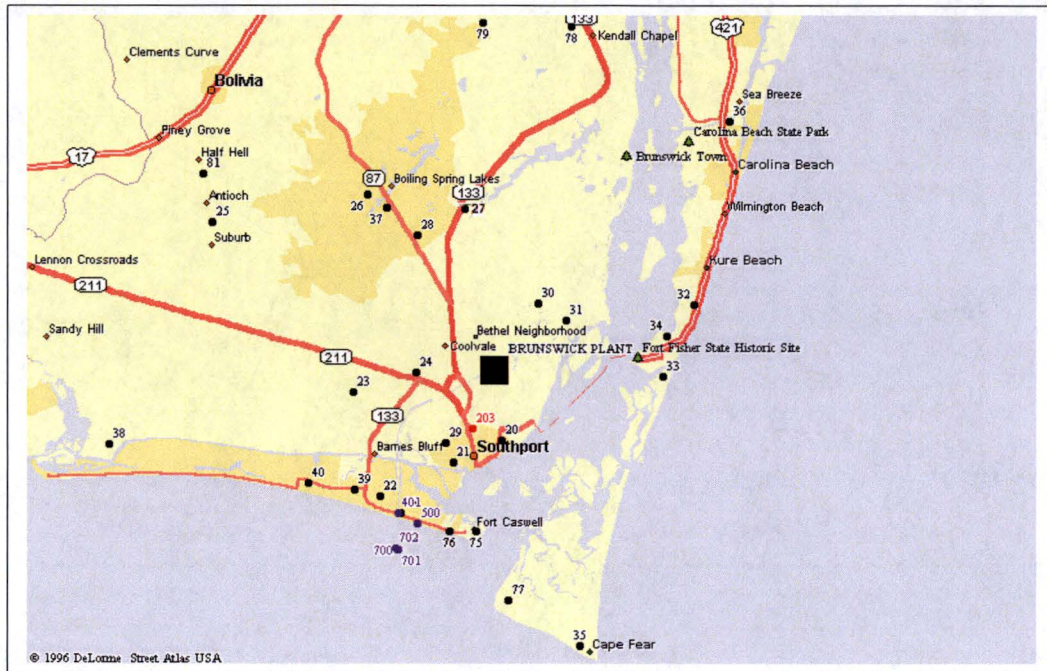 133
421
79
78
Kendall Chapel
Clements Curve
Bolivia
Sea Breeze
36
Piney Grove
Carolina Beach State Park
17
Half Hell
81
Brunswick Town
Carolina Beach
87
Boiling Spring Lakes
133
Antioch
26
37
27
Wilmington Beach
25
28
Suburb
Lennon Crossroads
Kure Beach
211
30
32
31
Sandy Hill
Bethel Neighborhood
34
Coolvale
BRUNSWICK PLANT
Fort Fisher State Historic Site
211
24
33
23
133
203
20
38
29
Southport
Barnes Bluff
21
40
39
22
401
500
Fort Caswell
702
76
75
700
701
77
35
Cape Fear
© 1996 DeLorme Street Atlas USA